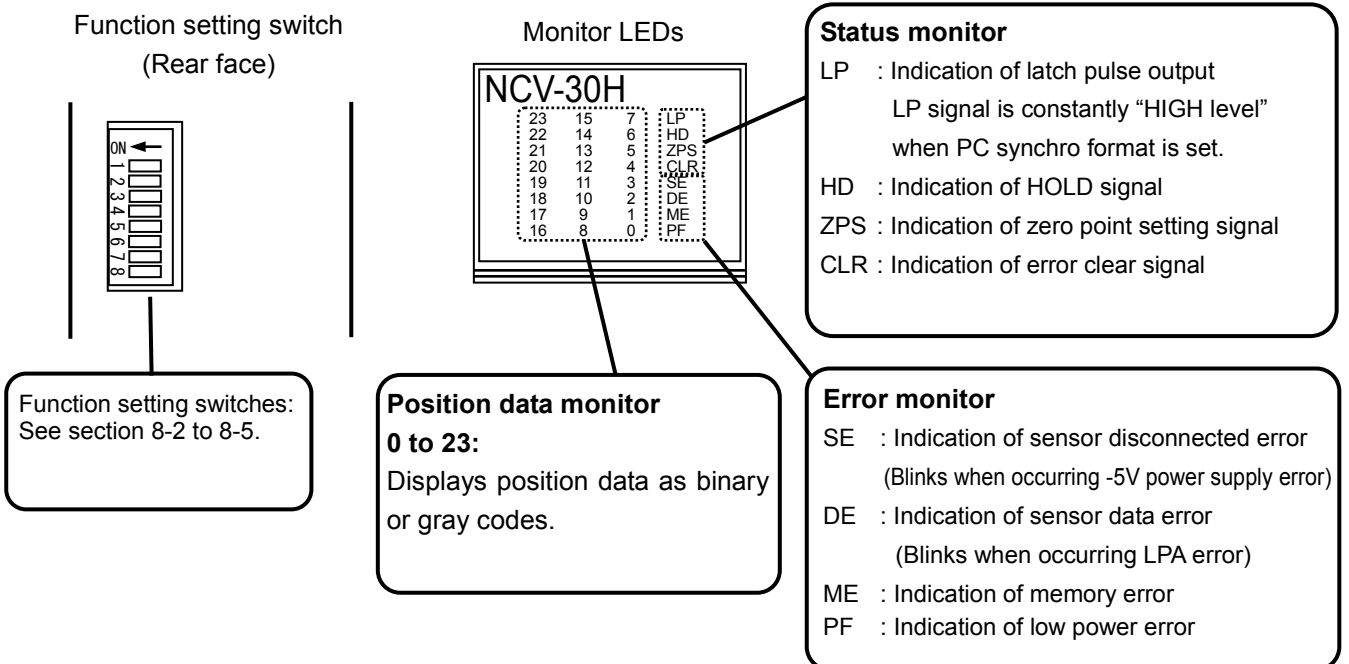 Function setting switch
(Rear face)
ON
1
2
3
4
5
6
7
8
Function setting switches:
See section 8-2 to 8-5.
Monitor LEDs
NCV-30H
23 15 7 LP
22 14 6 HD
21 13 5 ZPS
20 12 4 CLR
19 11 3 SE
18 10 2 DE
17 9 1 ME
16 8 0 PF
Position data monitor
0 to 23:
Displays position data as binary
or gray codes.
Status monitor
LP : Indication of latch pulse output
LP signal is constantly “HIGH level”
when PC synchro format is set.
HD : Indication of HOLD signal
ZPS : Indication of zero point setting signal
CLR : Indication of error clear signal
Error monitor
SE : Indication of sensor disconnected error
(Blinks when occurring -5V power supply error)
DE : Indication of sensor data error
(Blinks when occurring LPA error)
ME : Indication of memory error
PF : Indication of low power error